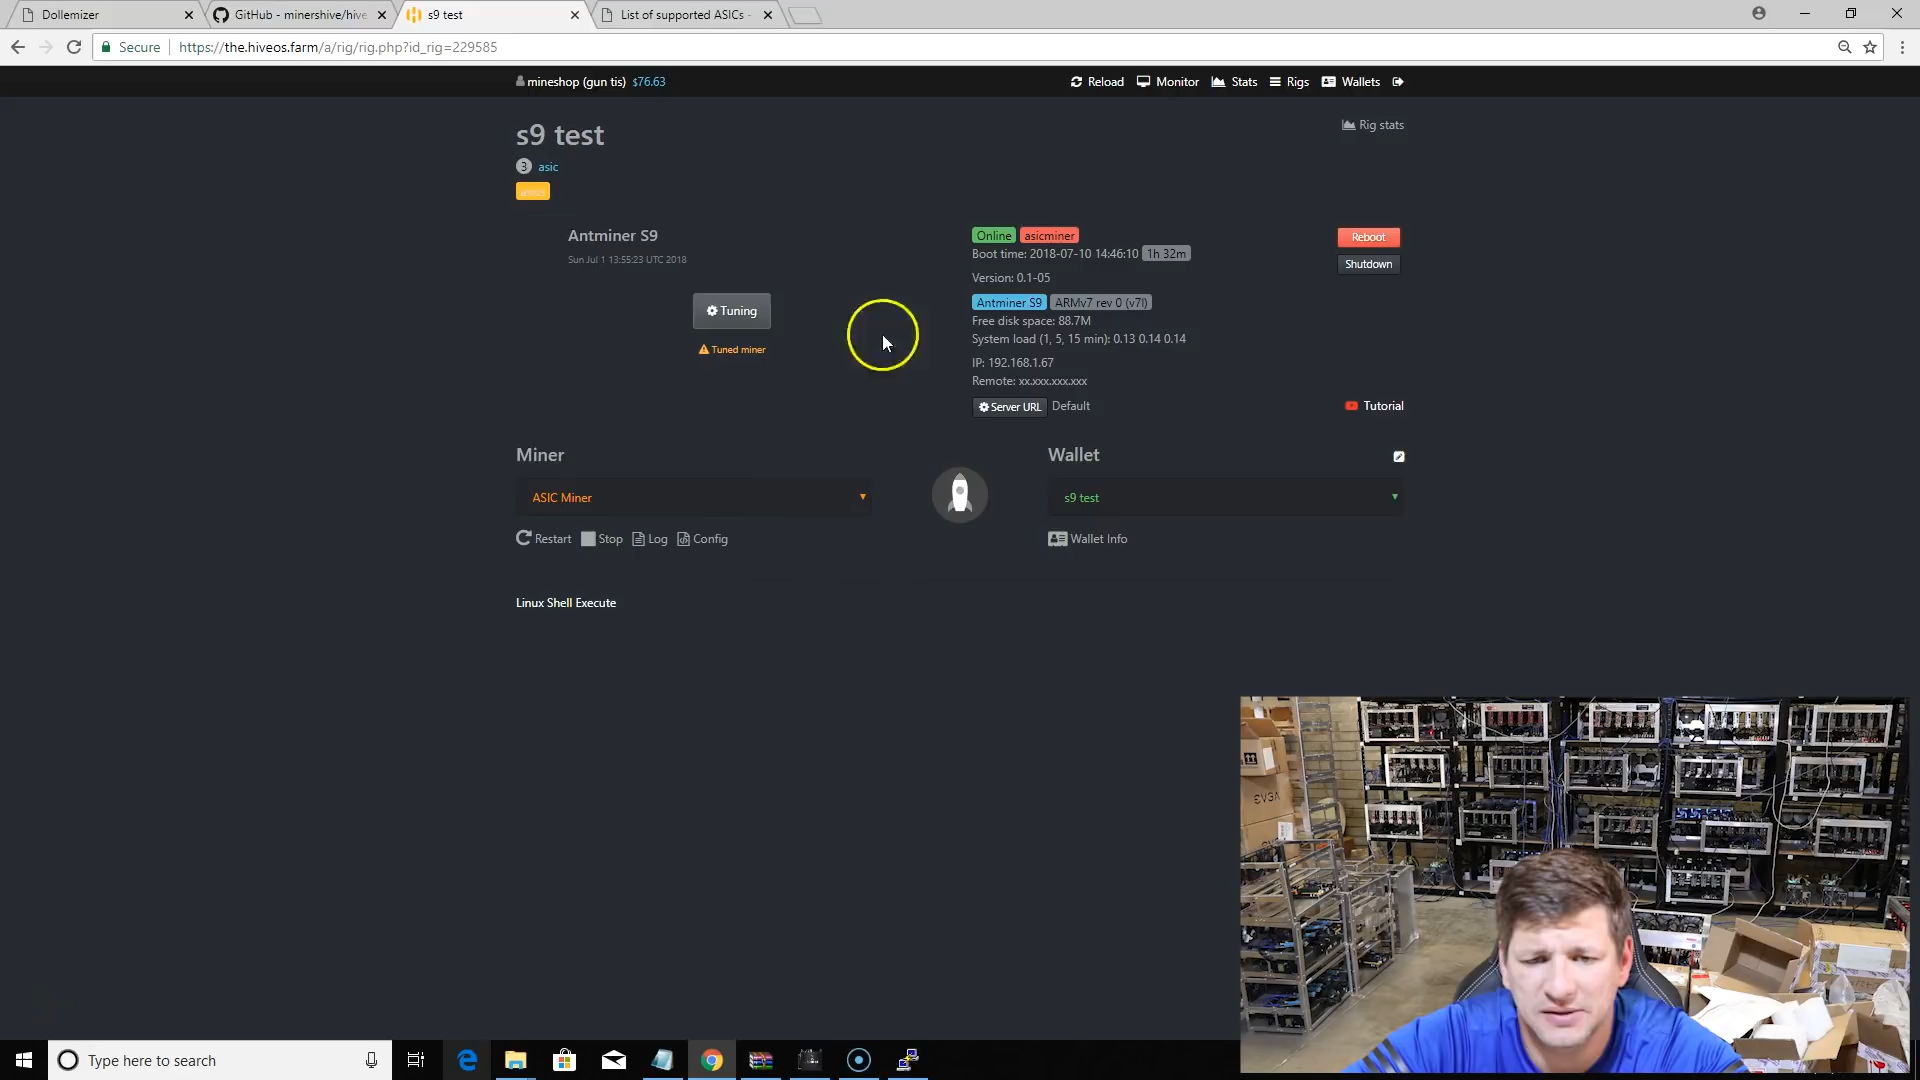 Dollemizer
GitHub - minershive/hive
s9 test
List of supported ASICs -
Secure
https://the.hiveos.farm/a/rig/rig.php?id_rig=229585
mineshop (gun tis) $76.63
Reload Monitor Stats Rigs Wallets
s9 test
Rig stats
3 asic
Antminer S9
Sun Jul 1 13:55:23 UTC 2018
Tuning
Tuned miner
Online asicminer
Boot time: 2018-07-10 14:46:10 1h 32m
Version: 0.1-05
Antminer S9 ARMv7 rev 0 (v7l)
Free disk space: 88.7M
System load (1, 5, 15 min): 0.13 0.14 0.14
IP: 192.168.1.67
Remote: xx.xxx.xxx.xxx
Server URL Default
Reboot
Shutdown
Tutorial
Miner
ASIC Miner
Restart Stop Log Config
Wallet
s9 test
Wallet Info
Linux Shell Execute
EVGA
Type here to search